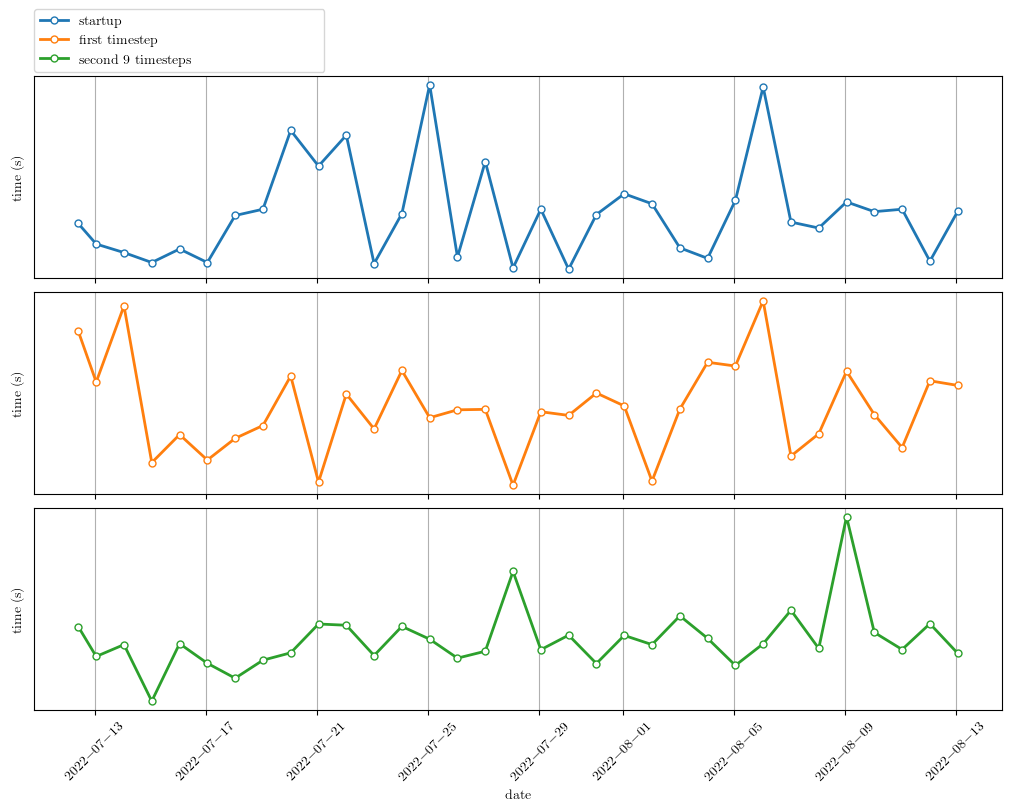 startup
first timestep
second 9 timesteps
time (s)
time (s)
time (s)
2022−07−13
2022−07−17
2022−07−21
2022−07−25
2022−07−29
2022−08−01
2022−08−05
2022−08−09
2022−08−13
date